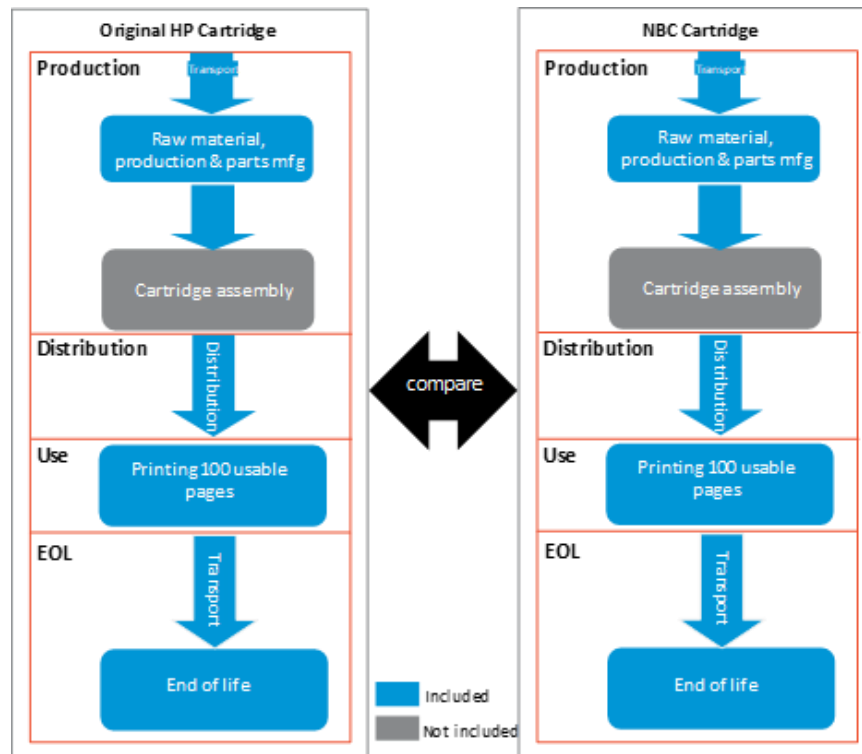 Original HP Cartridge
Production
Transport
Raw material,
production & parts mfg
Cartridge assembly
Distribution
Distribution
Use
Printing 100 usable
pages
EOL
Transport
End of life
compare
Included
Not included
NBC Cartridge
Production
Transport
Raw material,
production & parts mfg
Cartridge assembly
Distribution
Distribution
Use
Printing 100 usable
pages
EOL
Transport
End of life